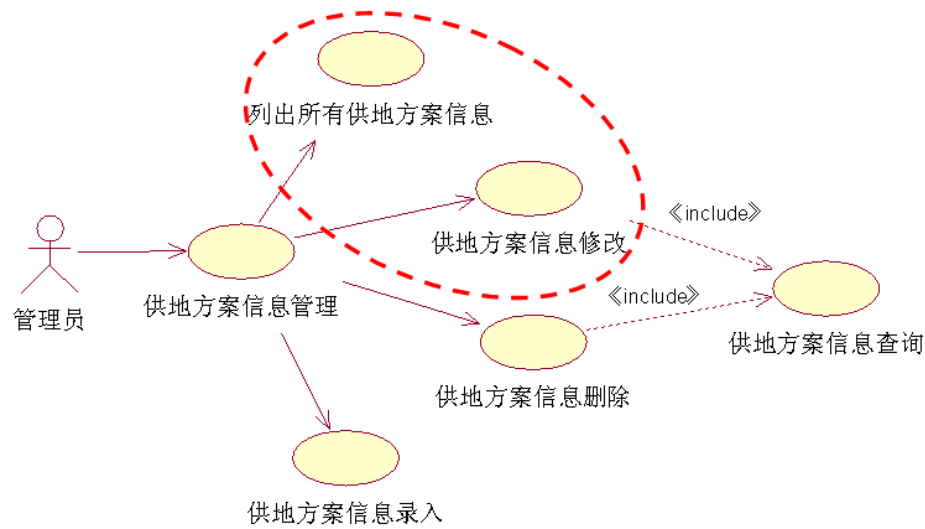 列出所有供地方案信息
《include》
供地方案信息修改
《include》
供地方案信息管理
管理员
供地方案信息查询
供地方案信息删除
供地方案信息录入